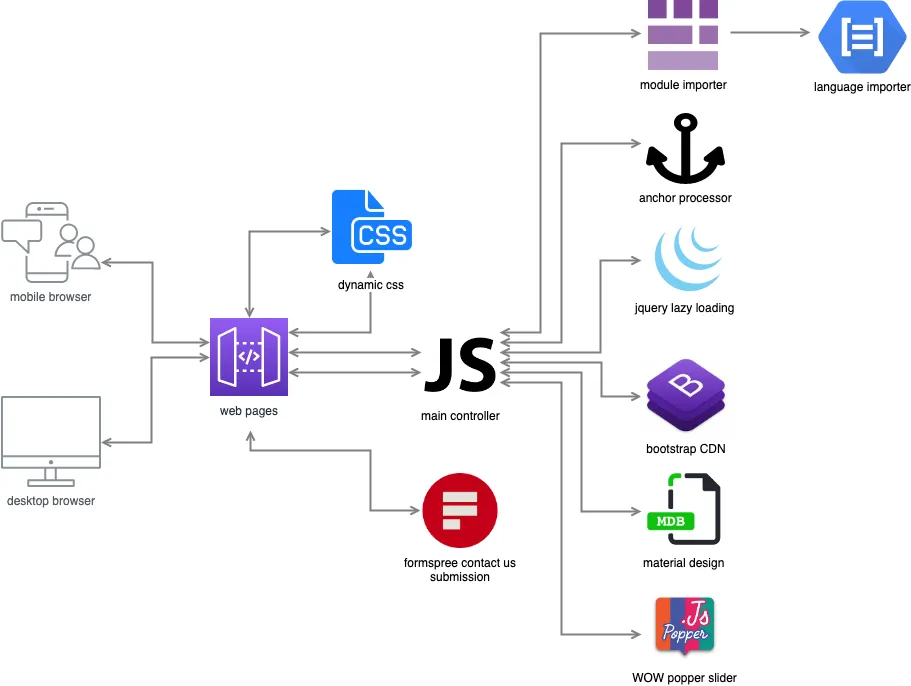 module importer
language importer
anchor processor
CSS
dynamic css
mobile browser
jquery lazy loading
</>
web pages
JS
main controller
B
bootstrap CDN
desktop browser
MDB
material design
formspree contact us
submission
.Js
Popper
WOW popper slider